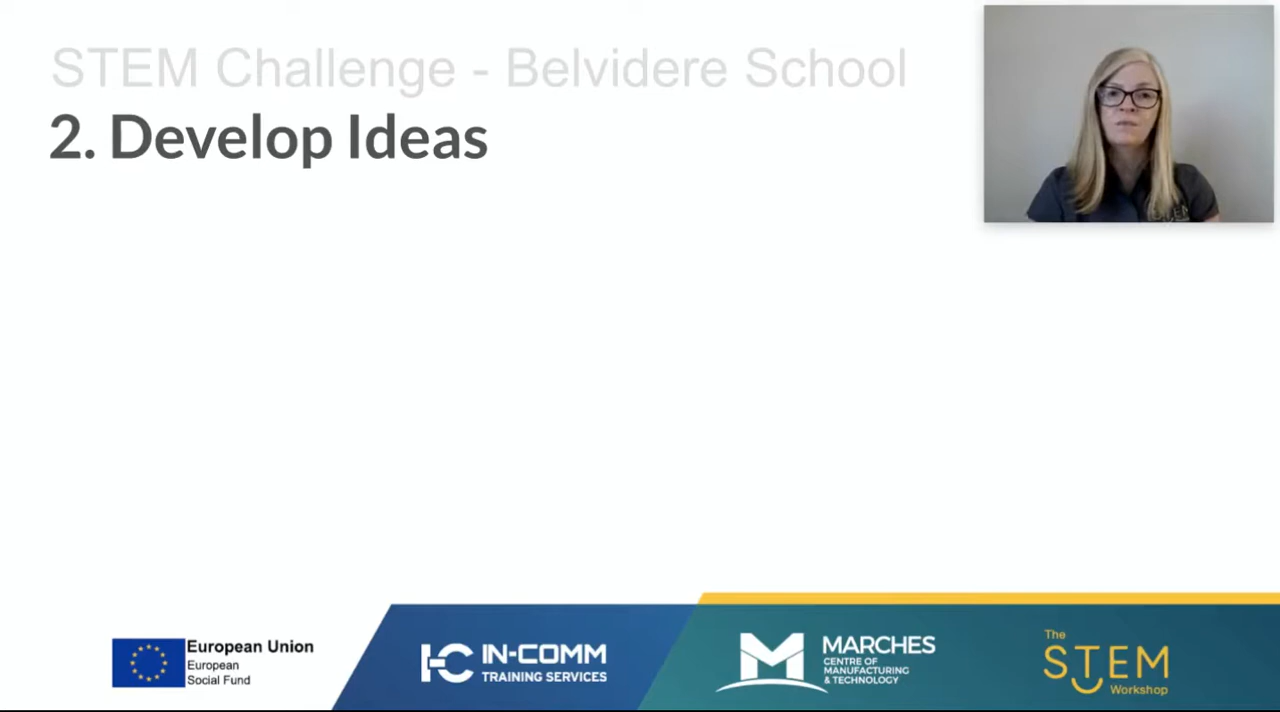 STEM Challenge - Belvidere School
2. Develop Ideas
European Union
European
Social Fund
IN-COMM
TRAINING SERVICES
MARCHES
CENTRE OF
MANUFACTURING
& TECHNOLOGY
The
STEM
Workshop